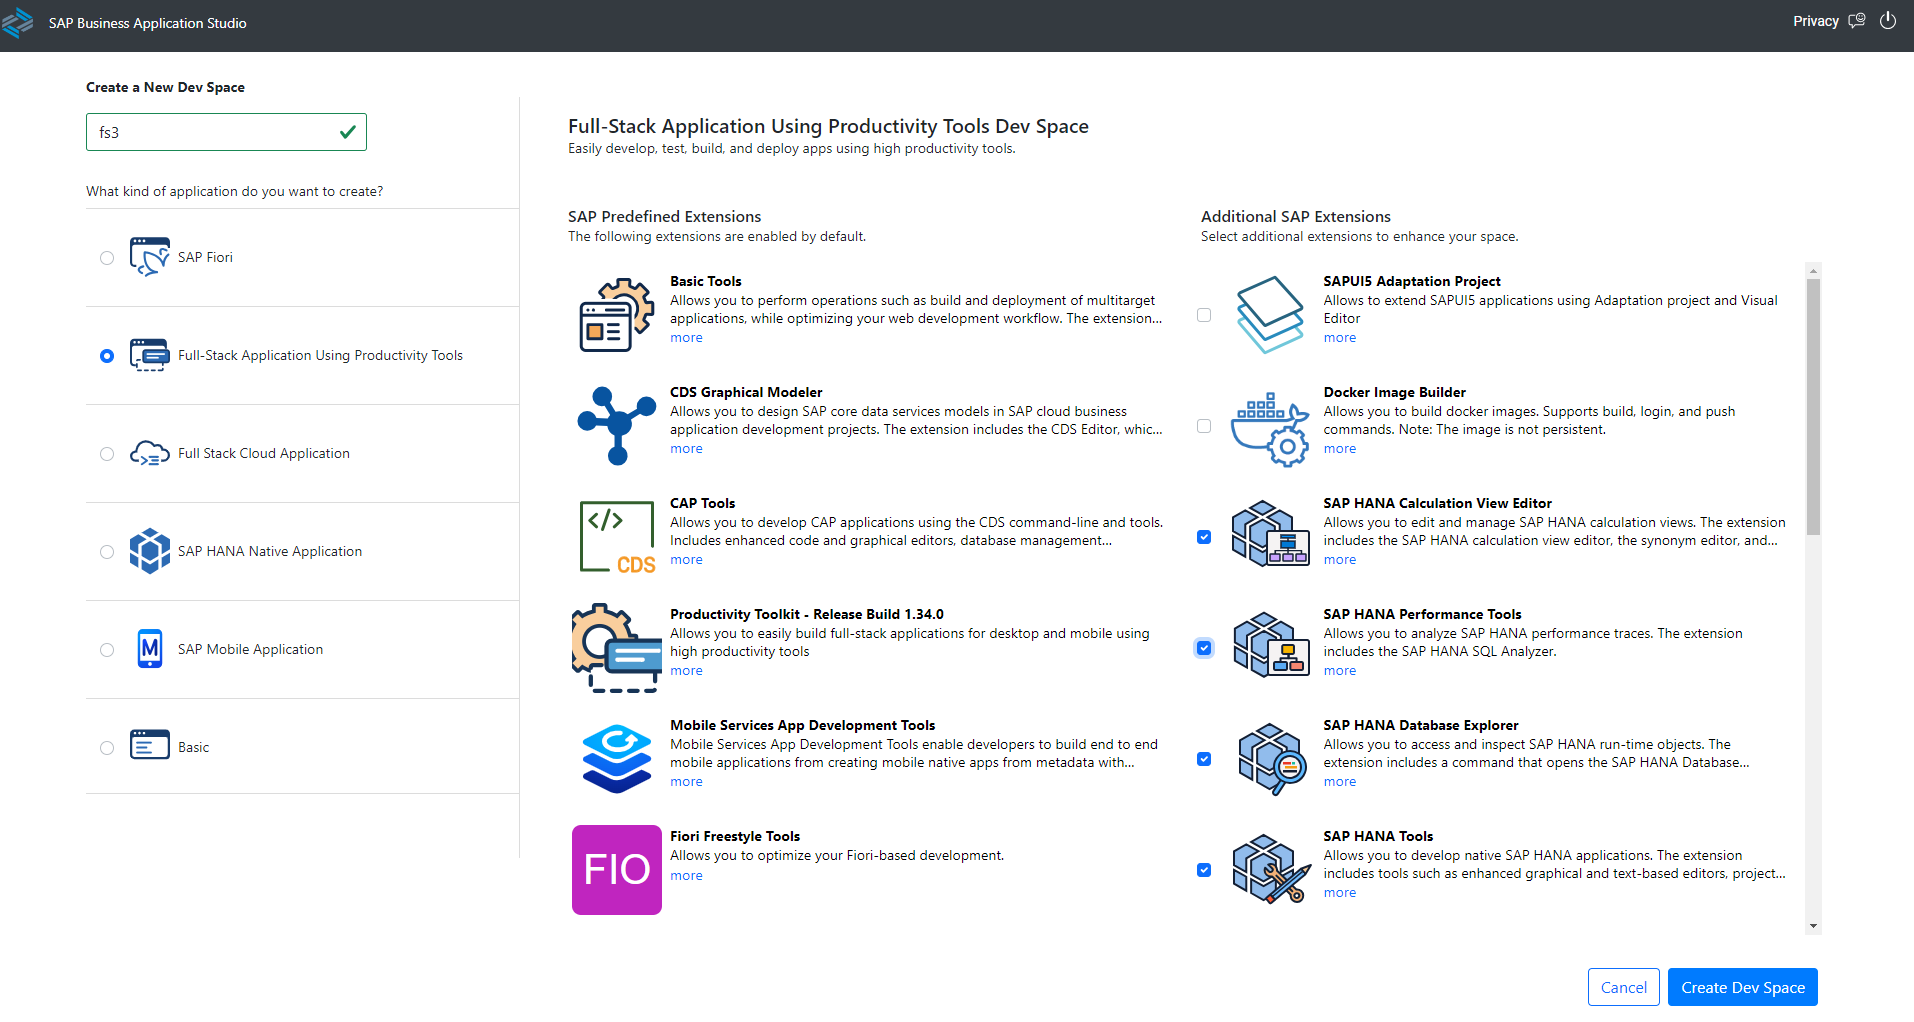 SAP Business Application Studio
Privacy
Create a New Dev Space
fs3
What kind of application do you want to create?
SAP Fiori
Full-Stack Application Using Productivity Tools
Full Stack Cloud Application
SAP HANA Native Application
M
SAP Mobile Application
Basic
Full-Stack Application Using Productivity Tools Dev Space
Easily develop, test, build, and deploy apps using high productivity tools.
SAP Predefined Extensions
The following extensions are enabled by default.
Basic Tools
Allows you to perform operations such as build and deployment of multitarget
applications, while optimizing your web development workflow. The extension...
more
CDS Graphical Modeler
Allows you to design SAP core data services models in SAP cloud business
application development projects. The extension includes the CDS Editor, whic...
more
</>
CDS
CAP Tools
Allows you to develop CAP applications using the CDS command-line and tools.
Includes enhanced code and graphical editors, database management...
more
Productivity Toolkit - Release Build 1.34.0
Allows you to easily build full-stack applications for desktop and mobile using
high productivity tools
more
Mobile Services App Development Tools
Mobile Services App Development Tools enable developers to build end to end
mobile applications from creating mobile native apps from metadata with...
more
FIO
Fiori Freestyle Tools
Allows you to optimize your Fiori-based development.
more
Additional SAP Extensions
Select additional extensions to enhance your space.
SAPUI5 Adaptation Project
Allows to extend SAPUI5 applications using Adaptation project and Visual
Editor
more
Docker Image Builder
Allows you to build docker images. Supports build, login, and push
commands. Note: The image is not persistent.
more
SAP HANA Calculation View Editor
Allows you to edit and manage SAP HANA calculation views. The extension
includes the SAP HANA calculation view editor, the synonym editor, and...
more
SAP HANA Performance Tools
Allows you to analyze SAP HANA performance traces. The extension
includes the SAP HANA SQL Analyzer.
more
SAP HANA Database Explorer
Allows you to access and inspect SAP HANA run-time objects. The
extension includes a command that opens the SAP HANA Database...
more
SAP HANA Tools
Allows you to develop native SAP HANA applications. The extension
includes tools such as enhanced graphical and text-based editors, project...
more
Cancel
Create Dev Space